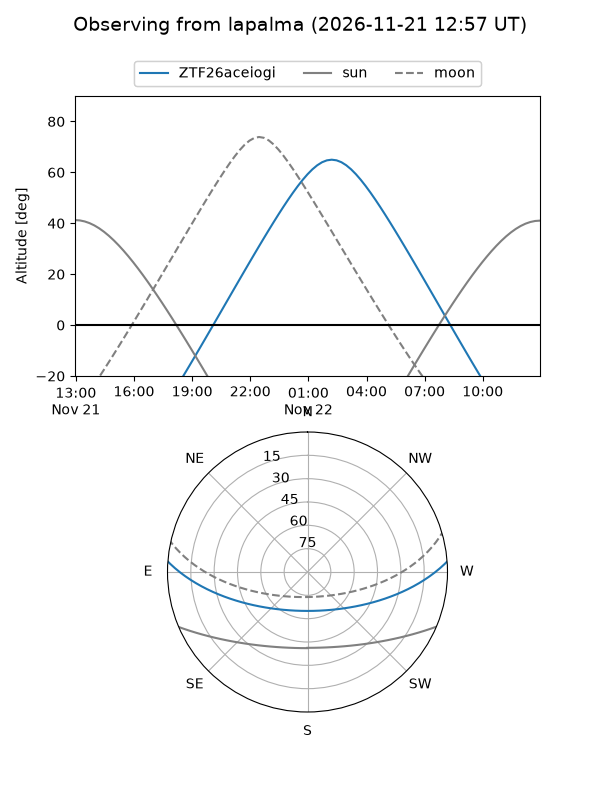 Observing from lapalma (2026-11-21 12:57 UT)
ZTF26aceiogi sun moon
Altitude [deg]
80
60
40
20
0
−20
13:00 16:00 19:00 22:00 01:00 04:00 07:00 10:00
Nov 21 Nov 22
N
NE NW
15
30
45
60
75
E W
SE SW
S